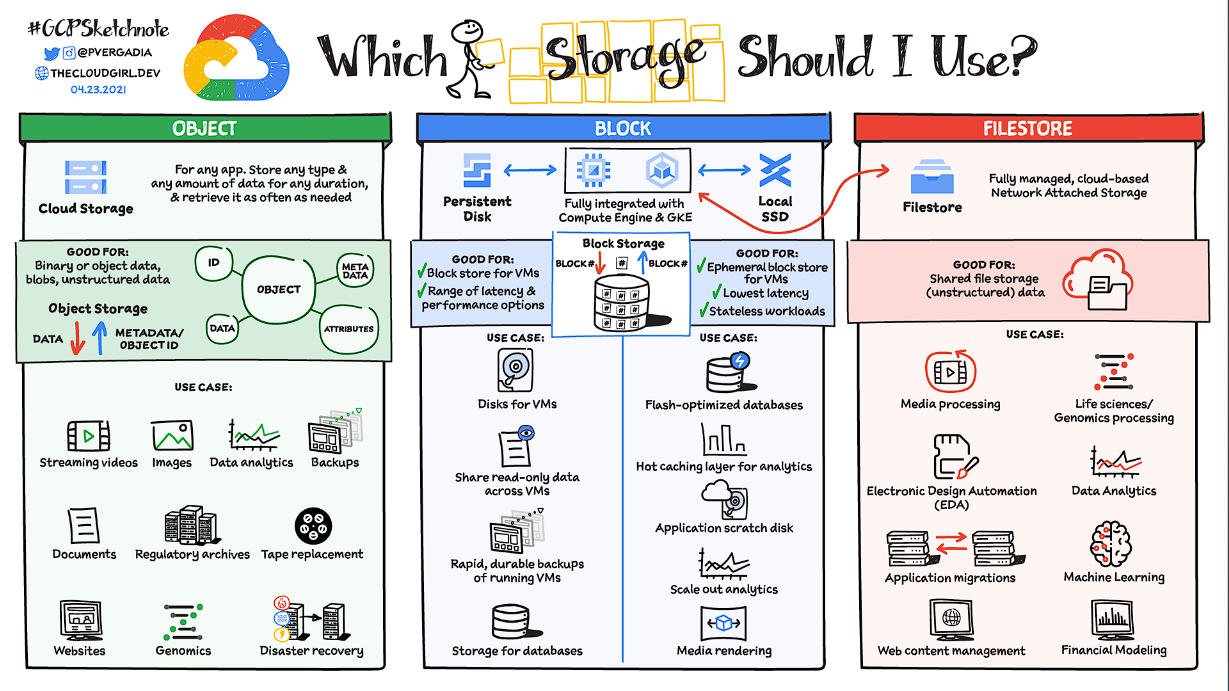 #GCPSketchnote
@PVERGADIA
THECLOUDGIRL.DEV
04.23.2021
Which Storage Should I Use?
OBJECT
Cloud Storage
For any app. Store any type &
any amount of data for any duration,
& retrieve it as often as needed
GOOD FOR:
Binary or object data,
blobs, unstructured data
Object Storage
DATA
METADATA/
OBJECT ID
ID
META
DATA
OBJECT
DATA
ATTRIBUTES
USE CASE:
Streaming videos
Images
Data analytics
Backups
Documents
Regulatory archives
Tape replacement
Websites
Genomics
Disaster recovery
BLOCK
Persistent
Disk
Fully integrated with
Compute Engine & GKE
Local
SSD
GOOD FOR:
Block store for VMs
Range of latency &
performance options
Block Storage
BLOCK#
#
BLOCK#
# # #
# # #
# # #
GOOD FOR:
Ephemeral block store
for VMs
Lowest latency
Stateless workloads
USE CASE:
Disks for VMs
Share read-only data
across VMs
Rapid, durable backups
of running VMs
Storage for databases
USE CASE:
Flash-optimized databases
Hot caching layer for analytics
Application scratch disk
Scale out analytics
Media rendering
FILESTORE
Filestore
Fully managed, cloud-based
Network Attached Storage
GOOD FOR:
Shared file storage
(unstructured) data
USE CASE:
Media processing
Life sciences/
Genomics processing
Electronic Design Automation
(EDA)
Data Analytics
Application migrations
Machine Learning
Web content management
Financial Modeling